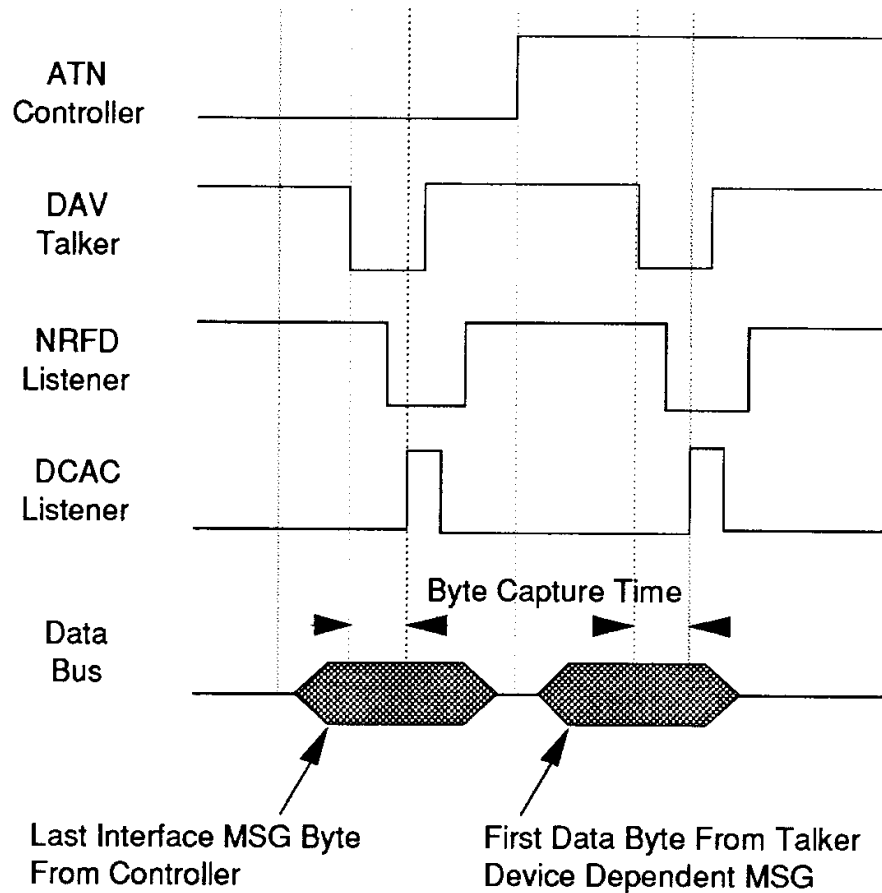 ATN
Controller
DAV
Talker
NRFD
Listener
DCAC
Listener
Byte Capture Time
Data
Bus
Last Interface MSG Byte
From Controller
First Data Byte From Talker
Device Dependent MSG